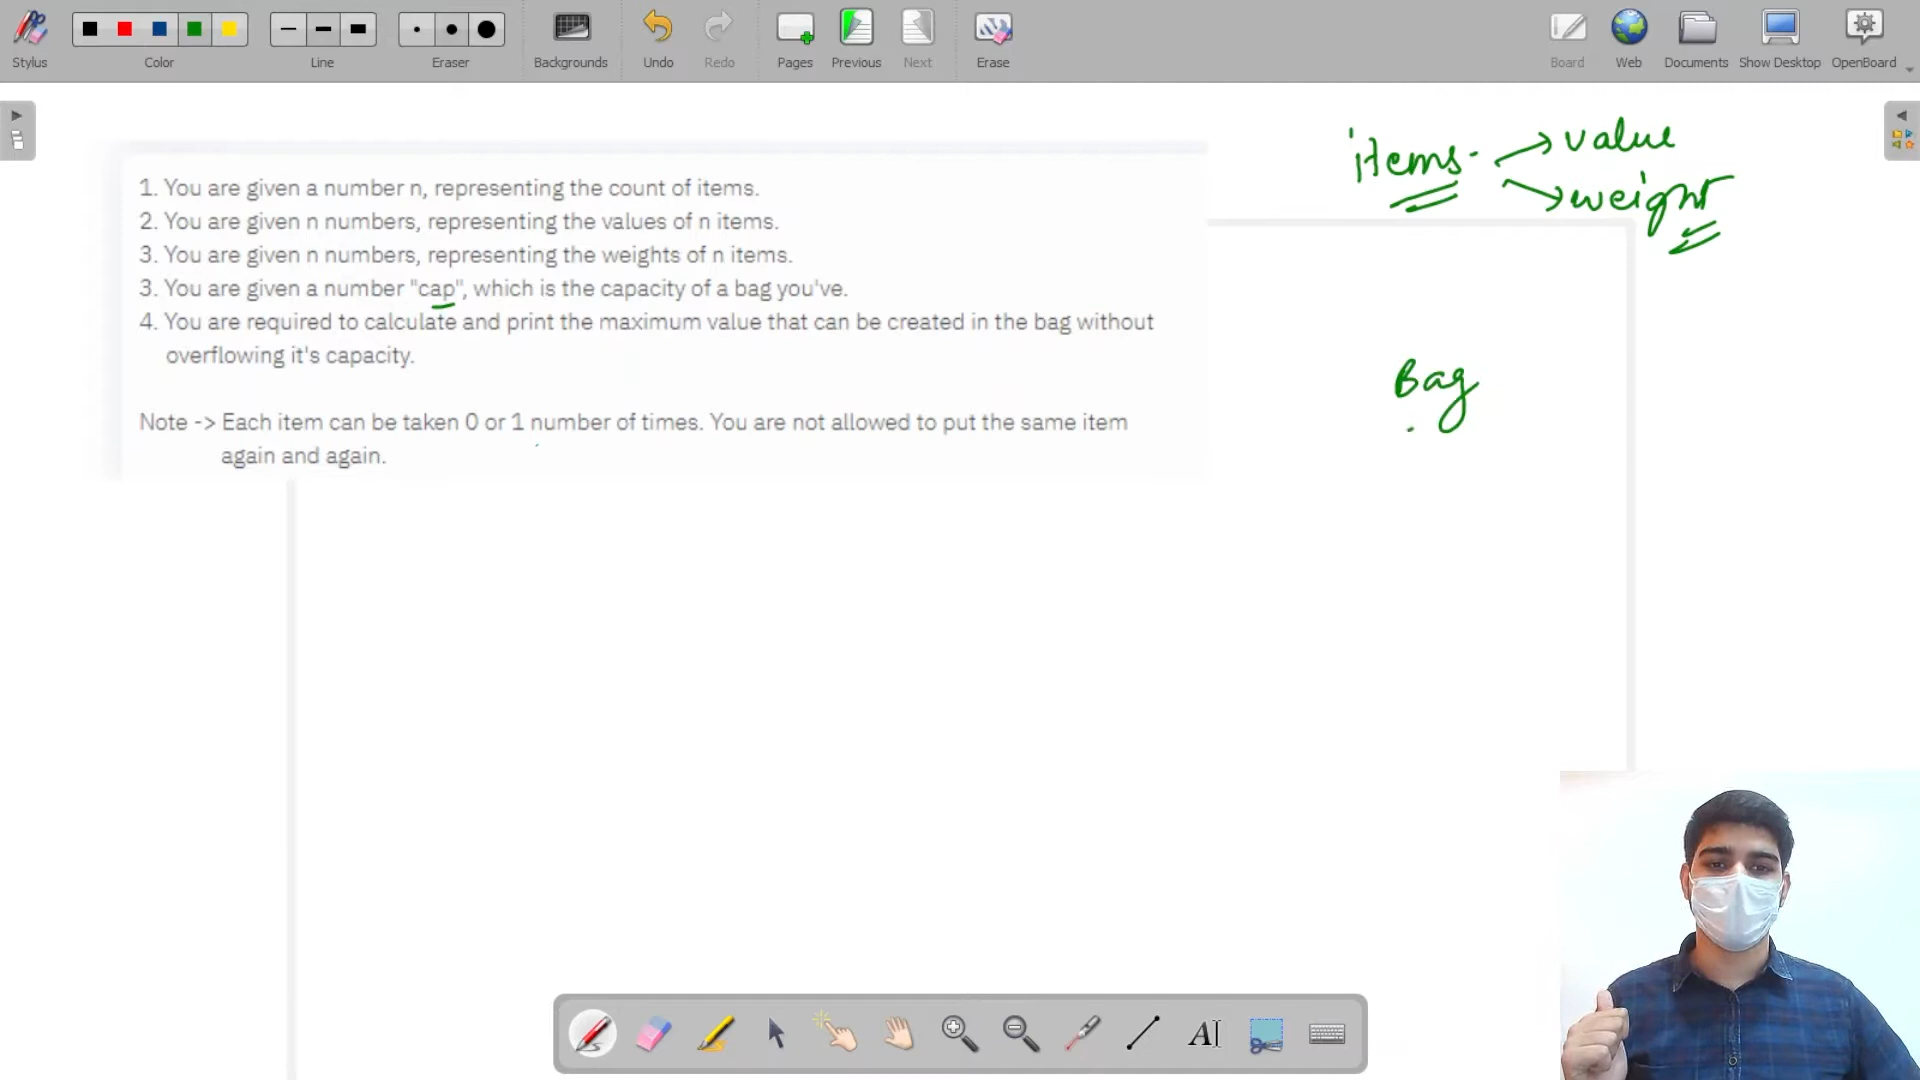 Stylus
Color
Line
Eraser
Backgrounds
Undo
Redo
Pages
Previous
Next
Erase
Board
Web
Documents
Show Desktop
OpenBoard
items
value
weight
1. You are given a number n, representing the count of items.
2. You are given n numbers, representing the values of n items.
3. You are given n numbers, representing the weights of n items.
3. You are given a number "cap", which is the capacity of a bag you've.
4. You are required to calculate and print the maximum value that can be created in the bag without
overflowing it's capacity.
Bag
Note -> Each item can be taken 0 or 1 number of times. You are not allowed to put the same item
again and again.